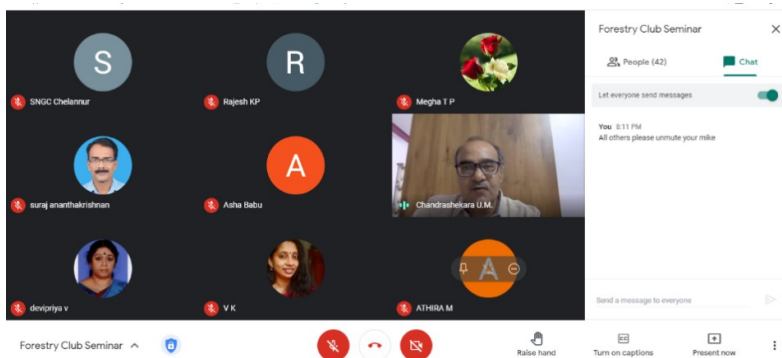 S
SNGC Chelannur
R
Rajesh KP
Megha T P
suraj ananthakrishnan
A
Asha Babu
Chandrashekara U.M.
devipriya v
V K
A
ATHIRA M
Forestry Club Seminar
People (42)
Chat
Let everyone send messages
You 8:11 PM
All others please unmute your mike
Send a message to everyone
Forestry Club Seminar
Raise hand
CC
Turn on captions
Present now